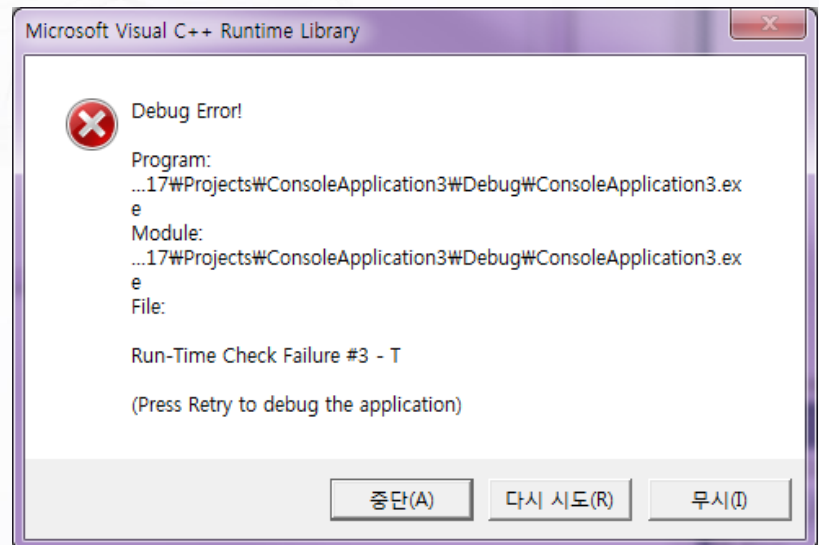 Microsoft Visual C++ Runtime Library
Debug Error!
Program:
...17₩Projects₩ConsoleApplication3₩Debug₩ConsoleApplication3.ex
e
Module:
...17₩Projects₩ConsoleApplication3₩Debug₩ConsoleApplication3.ex
e
File:
Run-Time Check Failure #3 - T
(Press Retry to debug the application)
중단(A) 다시 시도(R) 무시(I)